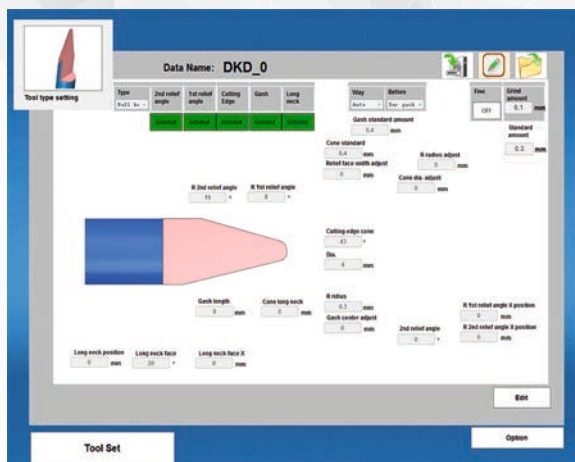 Tool type setting
Data Name: DKD_0
Type
2nd relief angle
1st relief angle
Cutting Edge
Gash
Long neck
Way
Auto
Before
Fine
OFF
Grind amount
0.1 mm
Grinded Grinded Grinded Grinded Grinded
Gash standard amount
0.4 mm
Standard amount
0.2 mm
Cone standard
0.4 mm
Relief face width adjust
0 mm
R radius adjust
0 mm
Cone dia. adjust
0 mm
R 2nd relief angle
15 °
R 1st relief angle
8 °
Cutting edge cone
45 °
Dia.
6 mm
Gash length
0 mm
Cone long neck
0 mm
R ridius
0.3 mm
Gash center adjust
0 mm
2nd relief angle
0 °
R 1st relief angle X position
0 mm
R 2nd relief angle X position
0 mm
Long neck position
0 mm
Long neck face
20 °
Long neck face X
0 mm
Edit
Tool Set
Option